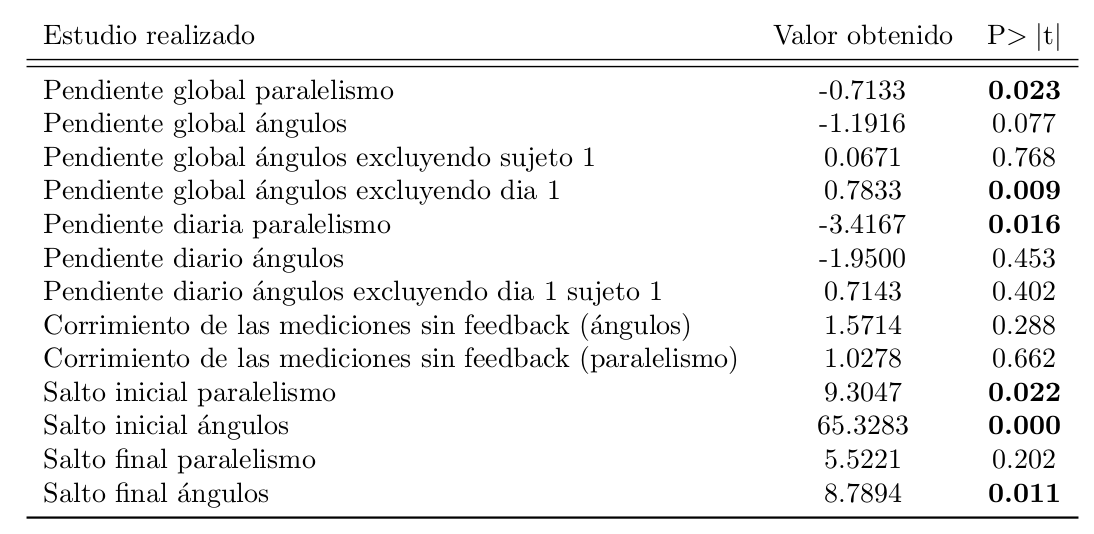 Estudio realizado Valor obtenido P> |t|
Pendiente global paralelismo -0.7133 0.023
Pendiente global ángulos -1.1916 0.077
Pendiente global ángulos excluyendo sujeto 1 0.0671 0.768
Pendiente global ángulos excluyendo dia 1 0.7833 0.009
Pendiente diaria paralelismo -3.4167 0.016
Pendiente diario ángulos -1.9500 0.453
Pendiente diario ángulos excluyendo dia 1 sujeto 1 0.7143 0.402
Corrimiento de las mediciones sin feedback (ángulos) 1.5714 0.288
Corrimiento de las mediciones sin feedback (paralelismo) 1.0278 0.662
Salto inicial paralelismo 9.3047 0.022
Salto inicial ángulos 65.3283 0.000
Salto final paralelismo 5.5221 0.202
Salto final ángulos 8.7894 0.011